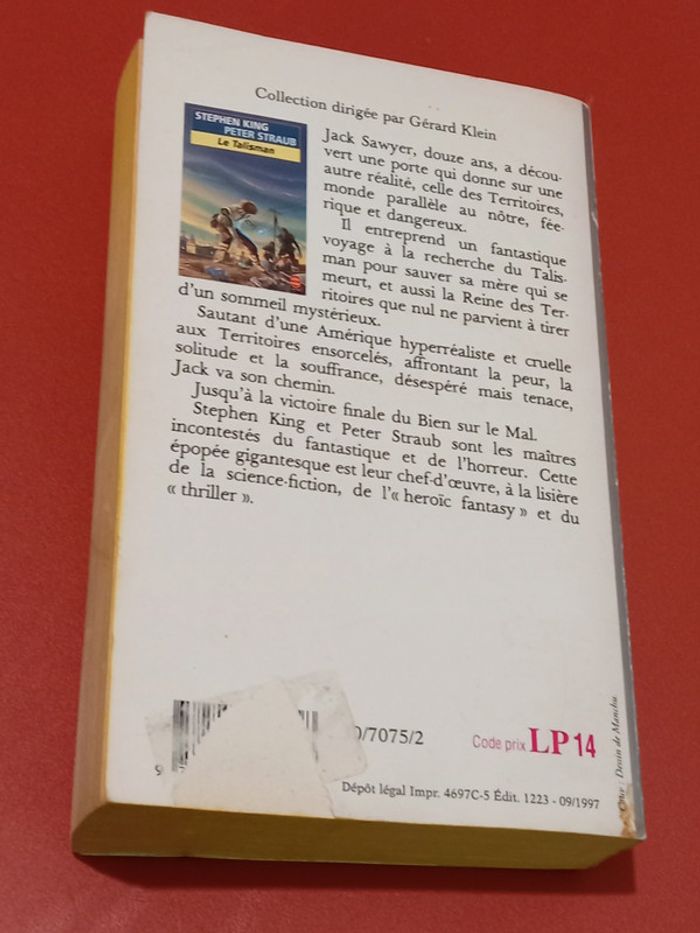 Collection dirigée par Gérard Klein
STEPHEN KING
PETER STRAUB
Le Talisman
Jack Sawyer, douze ans, a décou-
vert une porte qui donne sur une
autre réalité, celle des Territoires,
monde parallèle au nôtre, fée-
rique et dangereux.
Il entreprend un fantastique
voyage à la recherche du Talis-
man pour sauver sa mère qui se
meurt, et aussi la Reine des Ter-
ritoires que nul ne parvient à tirer
d'un sommeil mystérieux.
Sautant d'une Amérique hyperréaliste et cruelle
aux Territoires ensorcelés, affrontant la peur, la
solitude et la souffrance, désespéré mais tenace,
Jack va son chemin.
Jusqu'à la victoire finale du Bien sur le Mal.
Stephen King et Peter Straub sont les maîtres
incontestés du fantastique et de l'horreur. Cette
épopée gigantesque est leur chef-d'œuvre, à la lisière
de la science-fiction, de l'« heroïc fantasy » et du
« thriller ».
0/7075/2
Code prix LP 14
9
Dépôt légal Impr. 4697C-5 Édit. 1223 - 09/1997
: Dessin de Manchu.